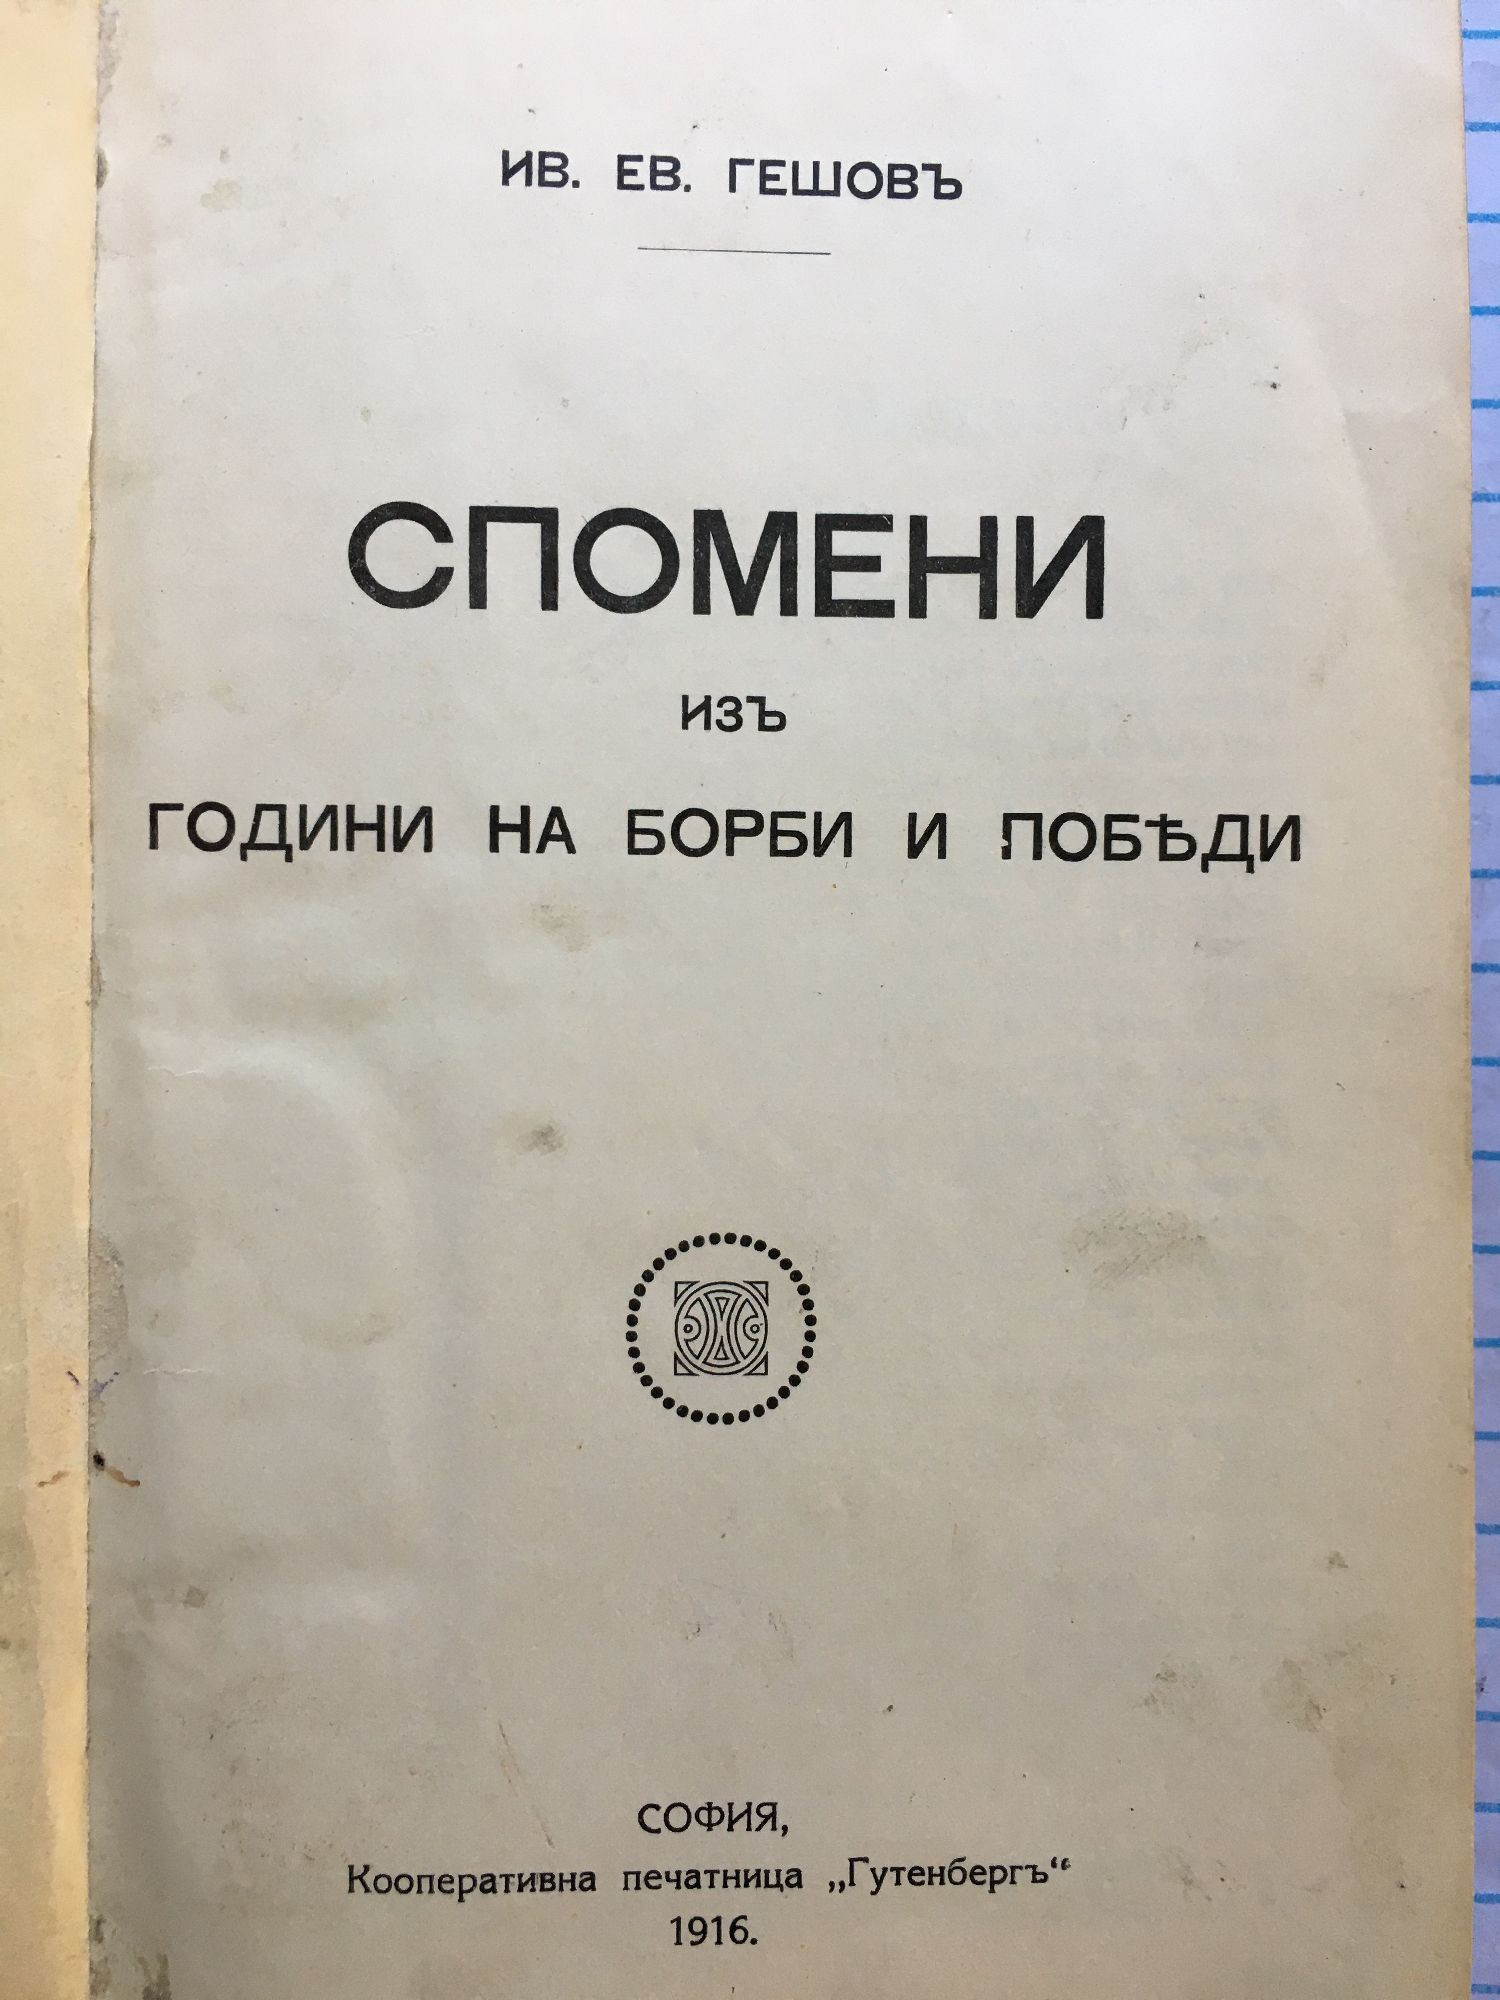 ИВ. ЕВ. ГЕШОВЪ
СПОМЕНИ
ИЗЪ
ГОДИНИ НА БОРБИ И ПОБѢДИ
СОФИЯ,
Кооперативна печатница „Гутенбергъ“
1916.